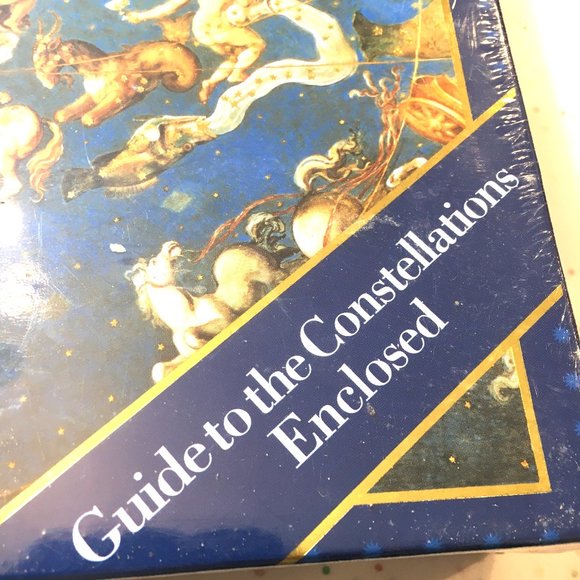 Guide to the Constellations
Enclosed